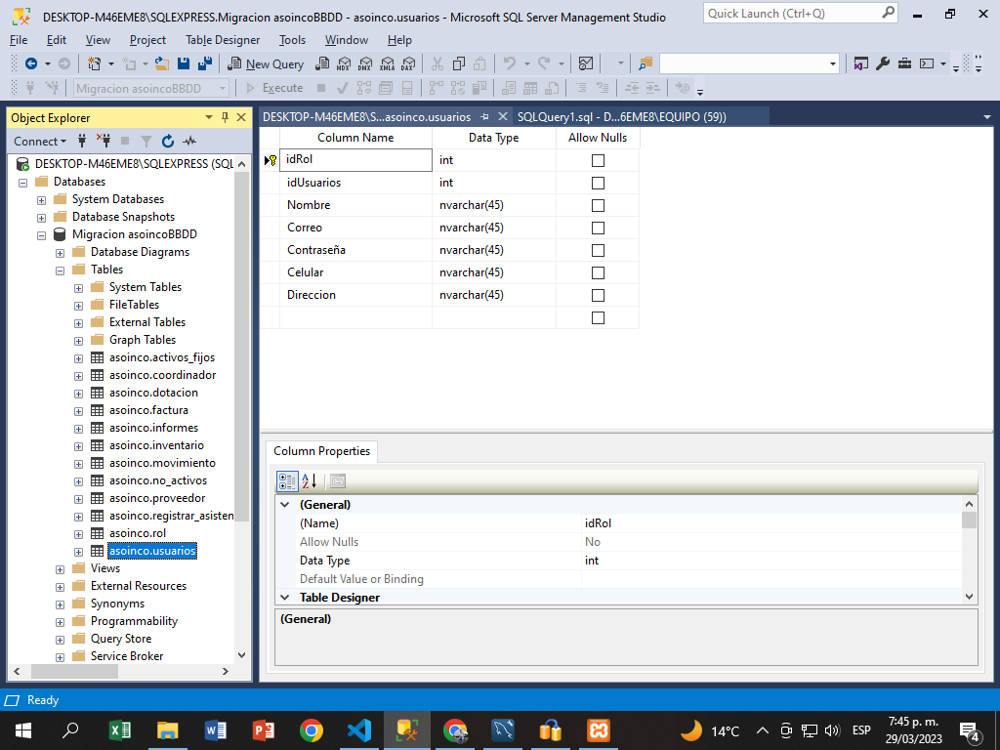 DESKTOP-M46EME8\SQLEXPRESS.Migracion asoincoBBDD - asoinco.usuarios - Microsoft SQL Server Management Studio
Quick Launch (Ctrl+Q)
File Edit View Project Table Designer Tools Window Help
New Query MDX DMX XMLA DAX
Migracion asoincoBBDD Execute
Object Explorer
Connect
DESKTOP-M46EME8\SQLEXPRESS (SQL
Databases
System Databases
Database Snapshots
Migracion asoincoBBDD
Database Diagrams
Tables
System Tables
FileTables
External Tables
Graph Tables
asoinco.activos_fijos
asoinco.coordinador
asoinco.dotacion
asoinco.factura
asoinco.informes
asoinco.inventario
asoinco.movimiento
asoinco.no_activos
asoinco.proveedor
asoinco.registrar_asisten
asoinco.rol
asoinco.usuarios
Views
External Resources
Synonyms
Programmability
Query Store
Service Broker
DESKTOP-M46EME8\S...asoinco.usuarios SQLQuery1.sql - D...6EME8\EQUIPO (59))
Column Name Data Type Allow Nulls
idRol int
idUsuarios int
Nombre nvarchar(45)
Correo nvarchar(45)
Contraseña nvarchar(45)
Celular nvarchar(45)
Direccion nvarchar(45)
Column Properties
(General)
(Name) idRol
Allow Nulls No
Data Type int
Default Value or Binding
Table Designer
(General)
Ready
14°C ESP 7:45 p. m.
29/03/2023
4